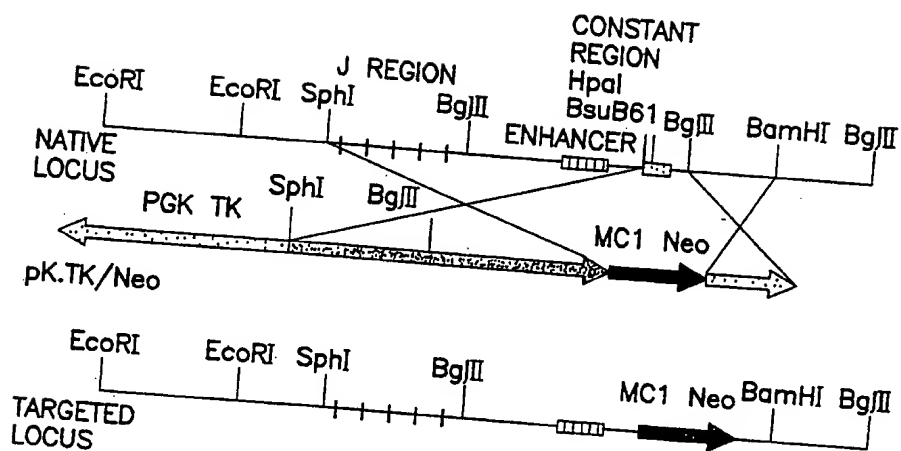 CONSTANT
REGION
HpaI
BsuB61
J REGION
EcoRI
EcoRI
SphI
BglII
ENHANCER
BglII
BamHI
BglII
NATIVE
LOCUS
PGK TK
SphI
BglII
MC1 Neo
pK.TK/Neo
EcoRI
EcoRI
SphI
BglII
MC1 Neo
BamHI
BglII
TARGETED
LOCUS